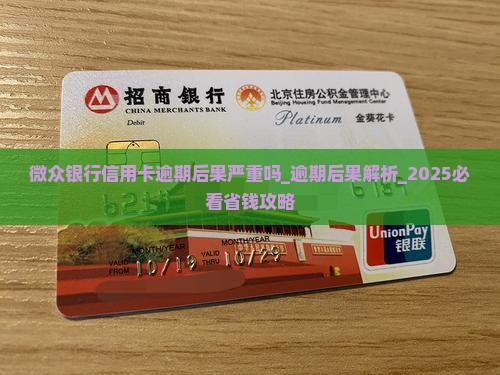 招商银行
CHINA MERCHANTS BANK
Debit
北京住房公积金管理中心
Beijing Housing Fund Management Center
Platinum 金葵花卡
微众银行信用卡逾期后果严重吗_逾期后果解析_2025必
看省钱攻略
MONTH/YEAR MONTH/YEAR
VALID FROM 10/19 VALID THRU 10/29
UnionPay
银联